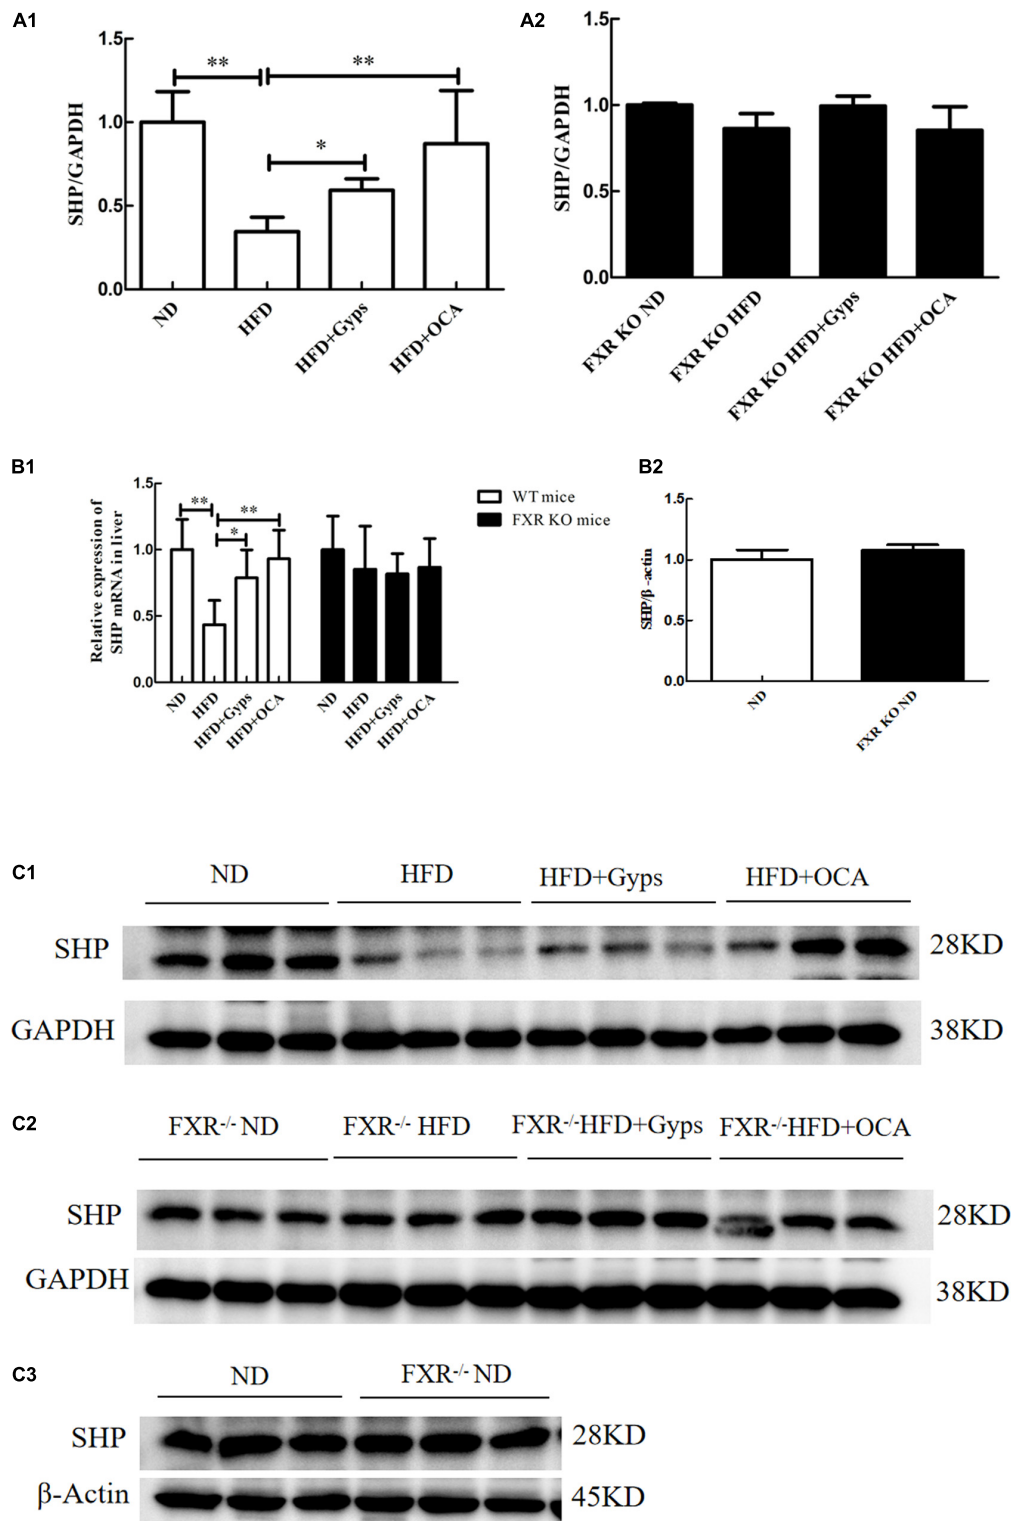 A1
1.5
1.0
0.5
0.0
SHP/GAPDH
**
**
*
ND
HFD
HFD+Gyps
HFD+OCA
A2
1.5
1.0
0.5
0.0
SHP/GAPDH
FXR KO ND
FXR KO HFD
FXR KO HFD+Gyps
FXR KO HFD+OCA
B1
1.5
1.0
0.5
0.0
Relative expression of
SHP mRNA in liver
**
**
*
ND
HFD
HFD+Gyps
HFD+OCA
ND
HFD
HFD+Gyps
HFD+OCA
WT mice
FXR KO mice
B2
1.5
1.0
0.5
0.0
SHP/β-actin
ND
FXR KO ND
C1
ND HFD HFD+Gyps HFD+OCA
SHP 28KD
GAPDH 38KD
C2
FXR-/- ND FXR-/- HFD FXR-/-HFD+Gyps FXR-/-HFD+OCA
SHP 28KD
GAPDH 38KD
C3
ND FXR-/- ND
SHP 28KD
β-Actin 45KD